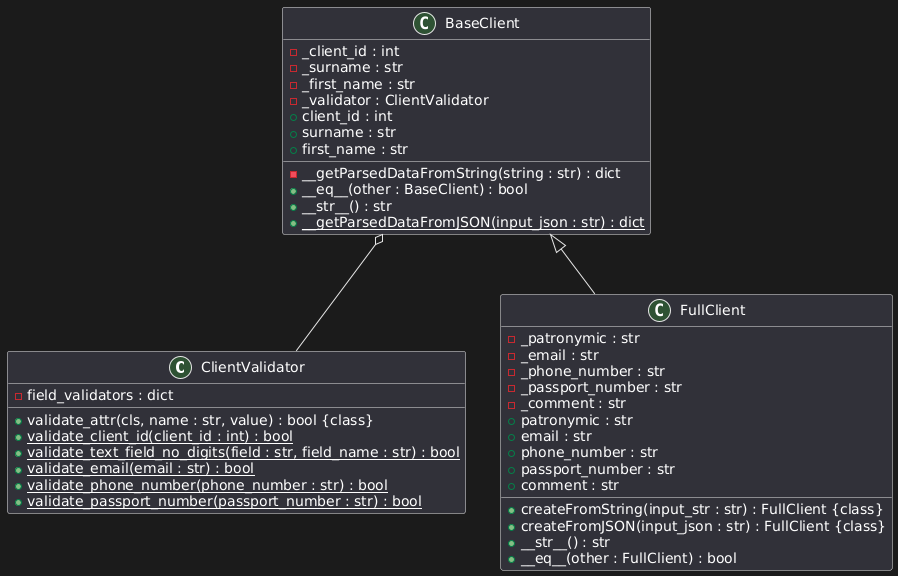 C BaseClient
_client_id : int
_surname : str
_first_name : str
_validator : ClientValidator
client_id : int
surname : str
first_name : str
__getParsedDataFromString(string : str) : dict
__eq__(other : BaseClient) : bool
__str__() : str
__getParsedDataFromJSON(input_json : str) : dict
C ClientValidator
field_validators : dict
validate_attr(cls, name : str, value) : bool {class}
validate_client_id(client_id : int) : bool
validate_text_field_no_digits(field : str, field_name : str) : bool
validate_email(email : str) : bool
validate_phone_number(phone_number : str) : bool
validate_passport_number(passport_number : str) : bool
C FullClient
_patronymic : str
_email : str
_phone_number : str
_passport_number : str
_comment : str
patronymic : str
email : str
phone_number : str
passport_number : str
comment : str
createFromString(input_str : str) : FullClient {class}
createFromJSON(input_json : str) : FullClient {class}
__str__() : str
__eq__(other : FullClient) : bool